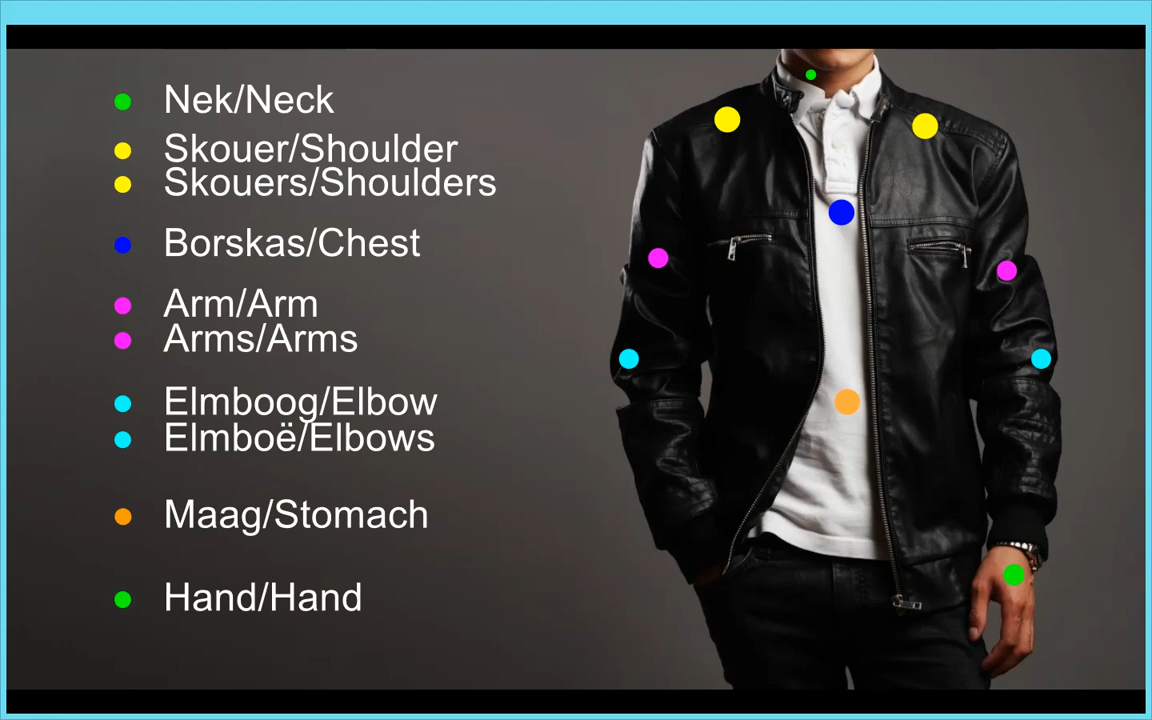 Nek/Neck
Skouer/Shoulder
Skouers/Shoulders
Borskas/Chest
Arm/Arm
Arms/Arms
Elmboog/Elbow
Elmboë/Elbows
Maag/Stomach
Hand/Hand